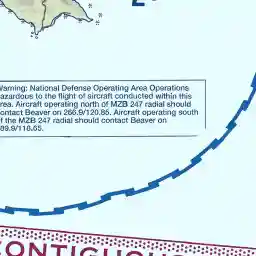 Warning: National Defense Operating Area Operations
hazardous to the flight of aircraft conducted within this
area. Aircraft operating north of MZB 247 radial should
contact Beaver on 266.9/120.85. Aircraft operating south
of the MZB 247 radial should contact Beaver on
289.9/118.65.
CONTIGUOUS